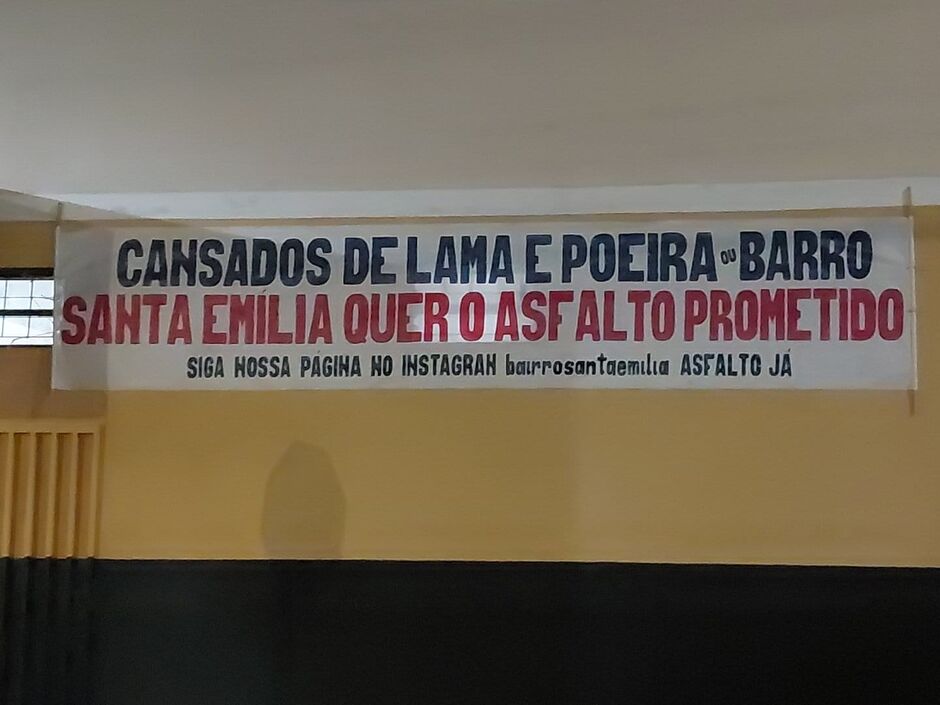 CANSADOS DE LAMA E POEIRA OU BARRO
SANTA EMÍLIA QUER O ASFALTO PROMETIDO
SIGA NOSSA PÁGINA NO INSTAGRAN bairrosantaemilia ASFALTO JÁ